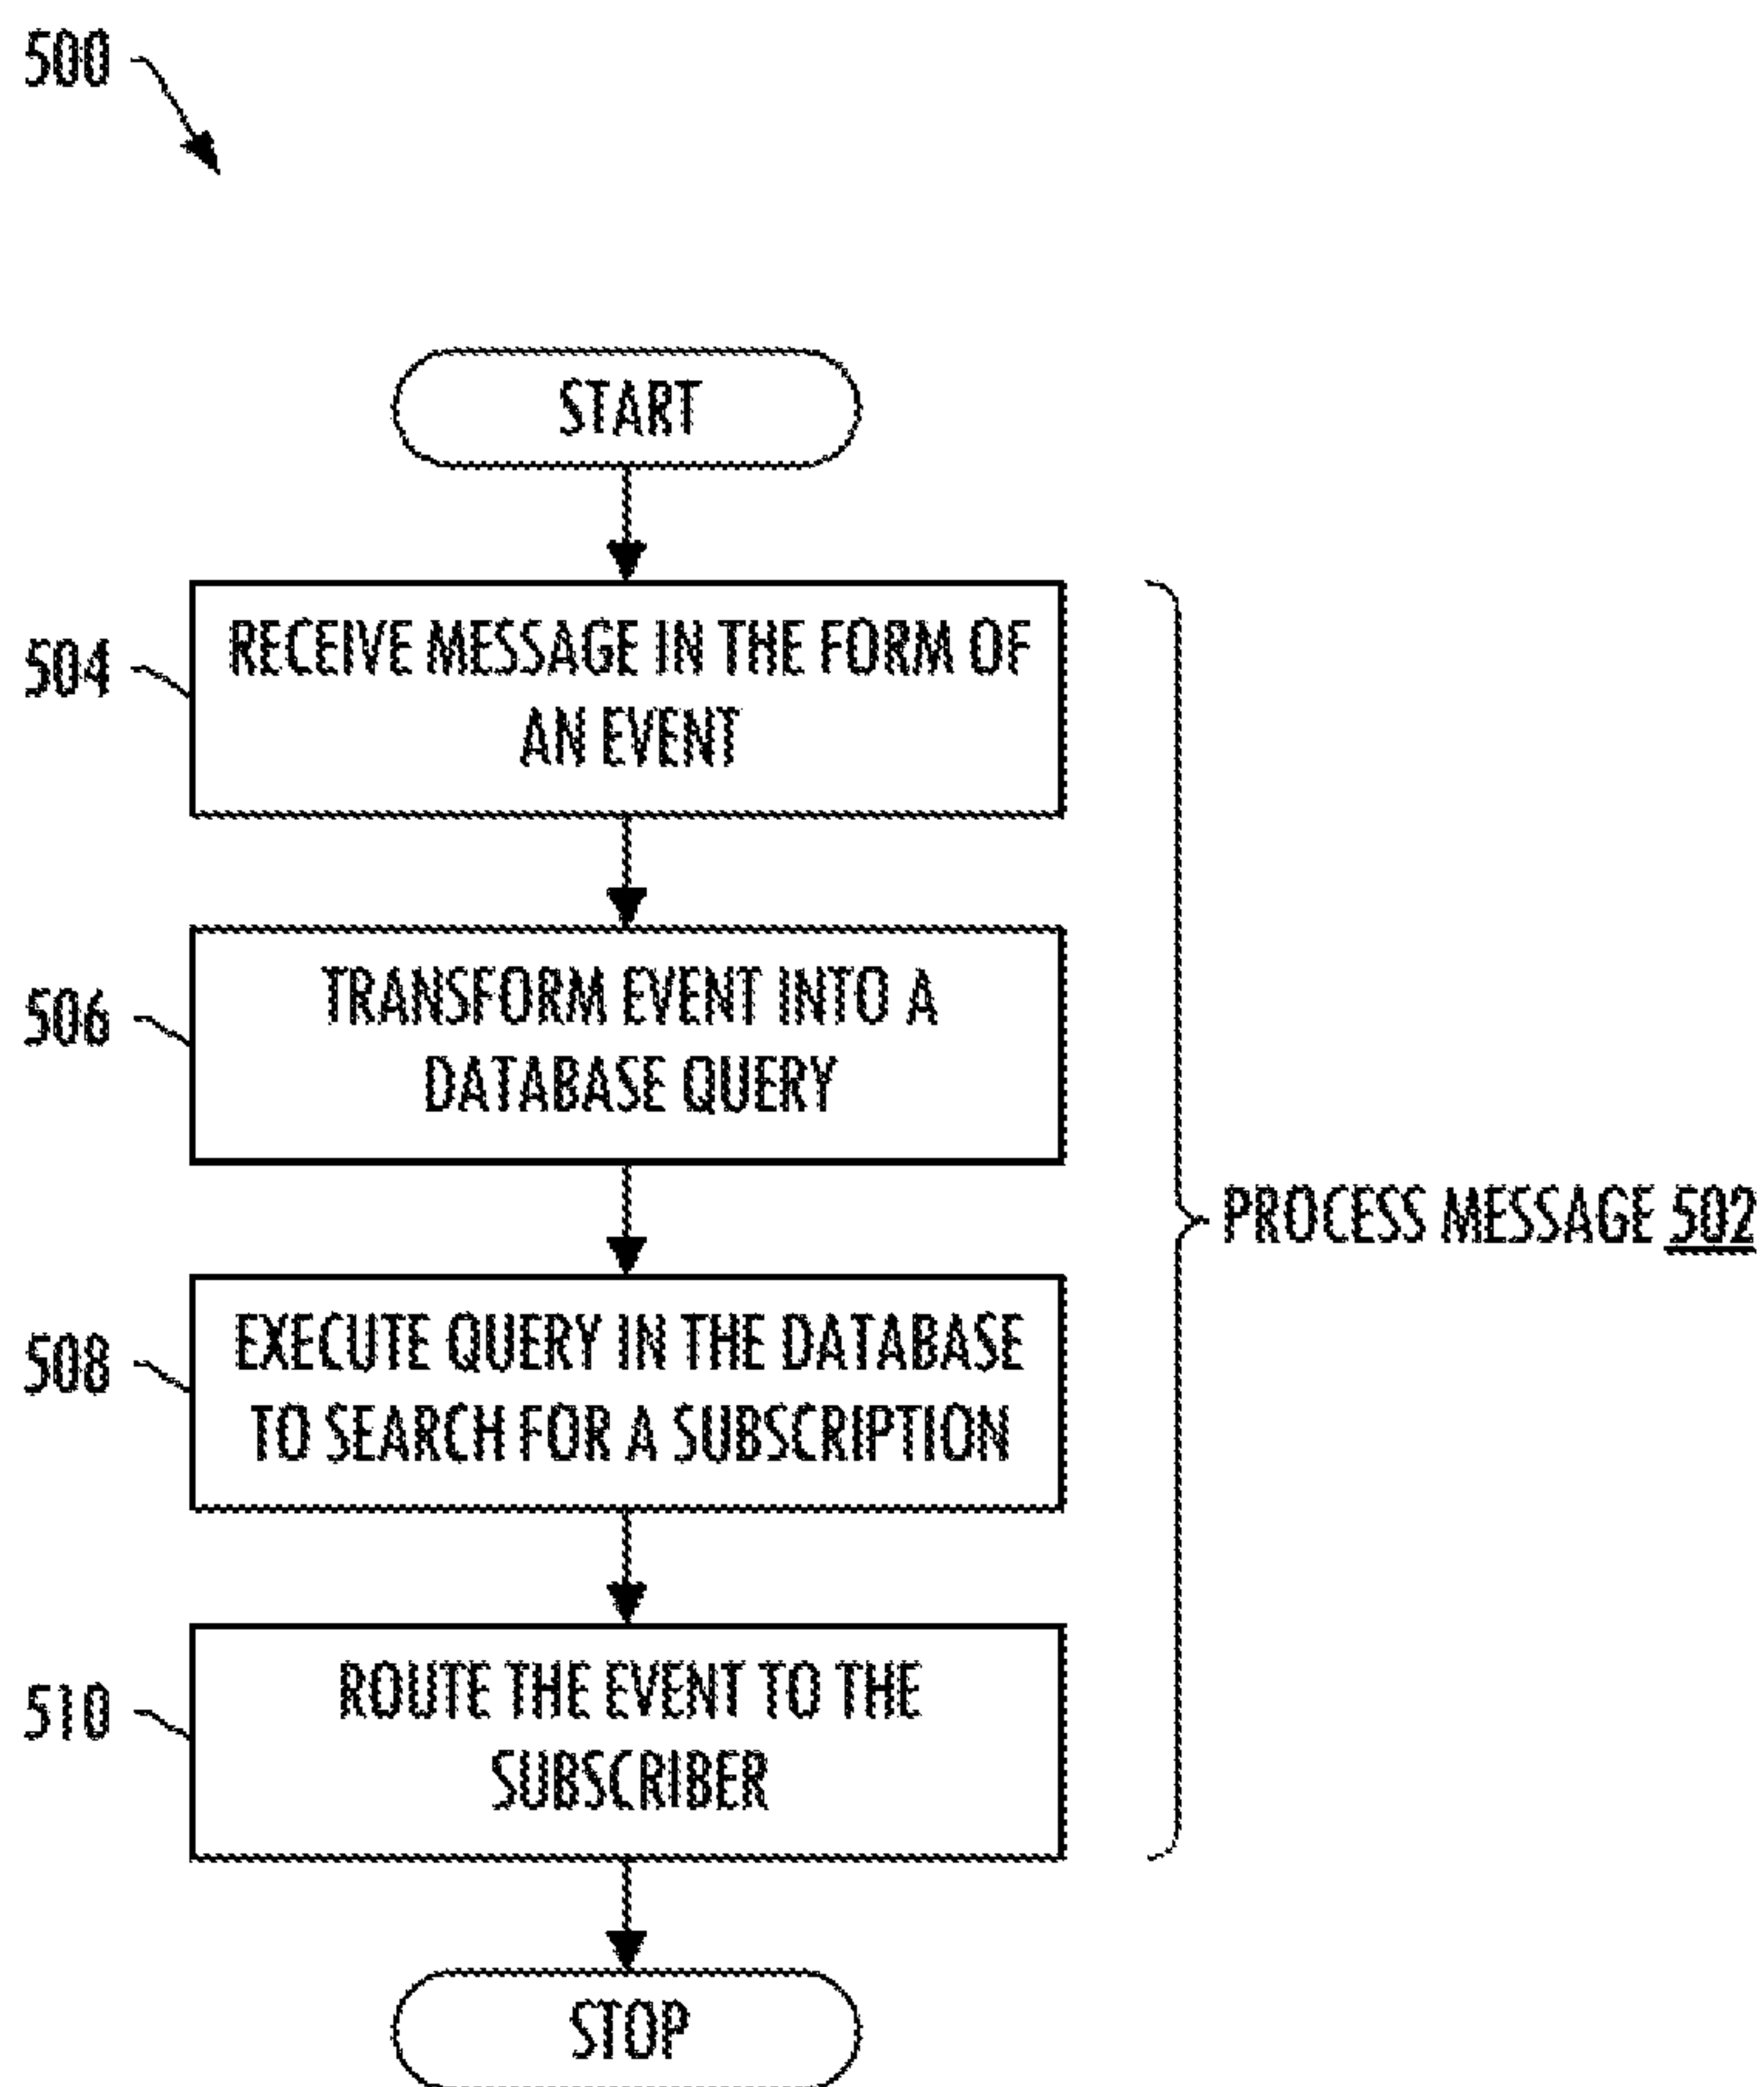 500
START
504
RECEIVE MESSAGE IN THE FORM OF
AN EVENT
506
TRANSFORM EVENT INTO A
DATABASE QUERY
PROCESS MESSAGE 502
508
EXECUTE QUERY IN THE DATABASE
TO SEARCH FOR A SUBSCRIPTION
510
ROUTE THE EVENT TO THE
SUBSCRIBER
STOP